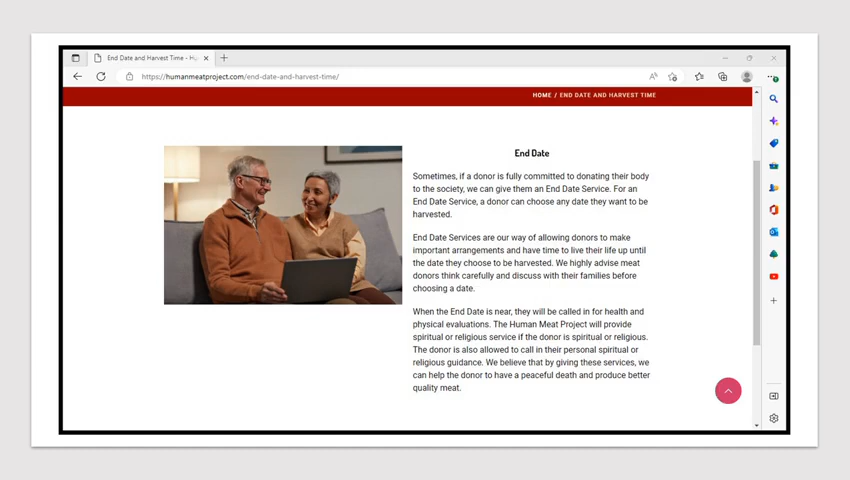 End Date and Harvest Time - H
https://humanmeatproject.com/end-date-and-harvest-time/
HOME / END DATE AND HARVEST TIME
End Date
Sometimes, if a donor is fully committed to donating their body
to the society, we can give them an End Date Service. For an
End Date Service, a donor can choose any date they want to be
harvested.
End Date Services are our way of allowing donors to make
important arrangements and have time to live their life up until
the date they choose to be harvested. We highly advise meat
donors think carefully and discuss with their families before
choosing a date.
When the End Date is near, they will be called in for health and
physical evaluations. The Human Meat Project will provide
spiritual or religious service if the donor is spiritual or religious.
The donor is also allowed to call in their personal spiritual or
religious guidance. We believe that by giving these services, we
can help the donor to have a peaceful death and produce better
quality meat.